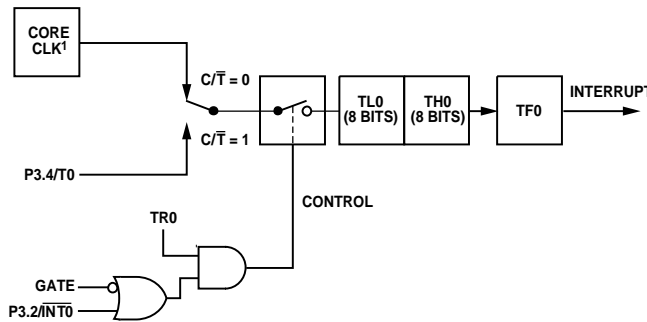 CORE
CLK¹
C/T̅ = 0
TL0
(8 BITS)
TH0
(8 BITS)
TF0
INTERRUPT
C/T̅ = 1
P3.4/T0
CONTROL
TR0
GATE
P3.2/I̅N̅T̅0̅